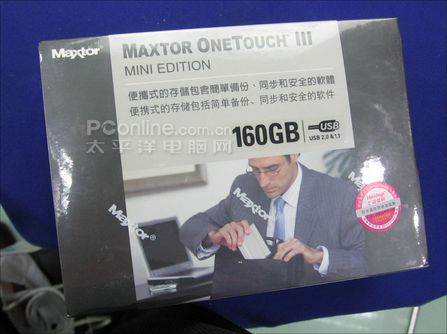 Maxtor
MAXTOR ONETOUCH™ III
MINI EDITION
便攜式的存儲包含簡單備份、同步和安全的軟體
便携式的存储包括简单备份、同步和安全的软件
PConline.com.cn
太平洋电脑网
160GB
USB
USB 2.0 & 1.1
Maxtor®
Maxtor®
Maxtor